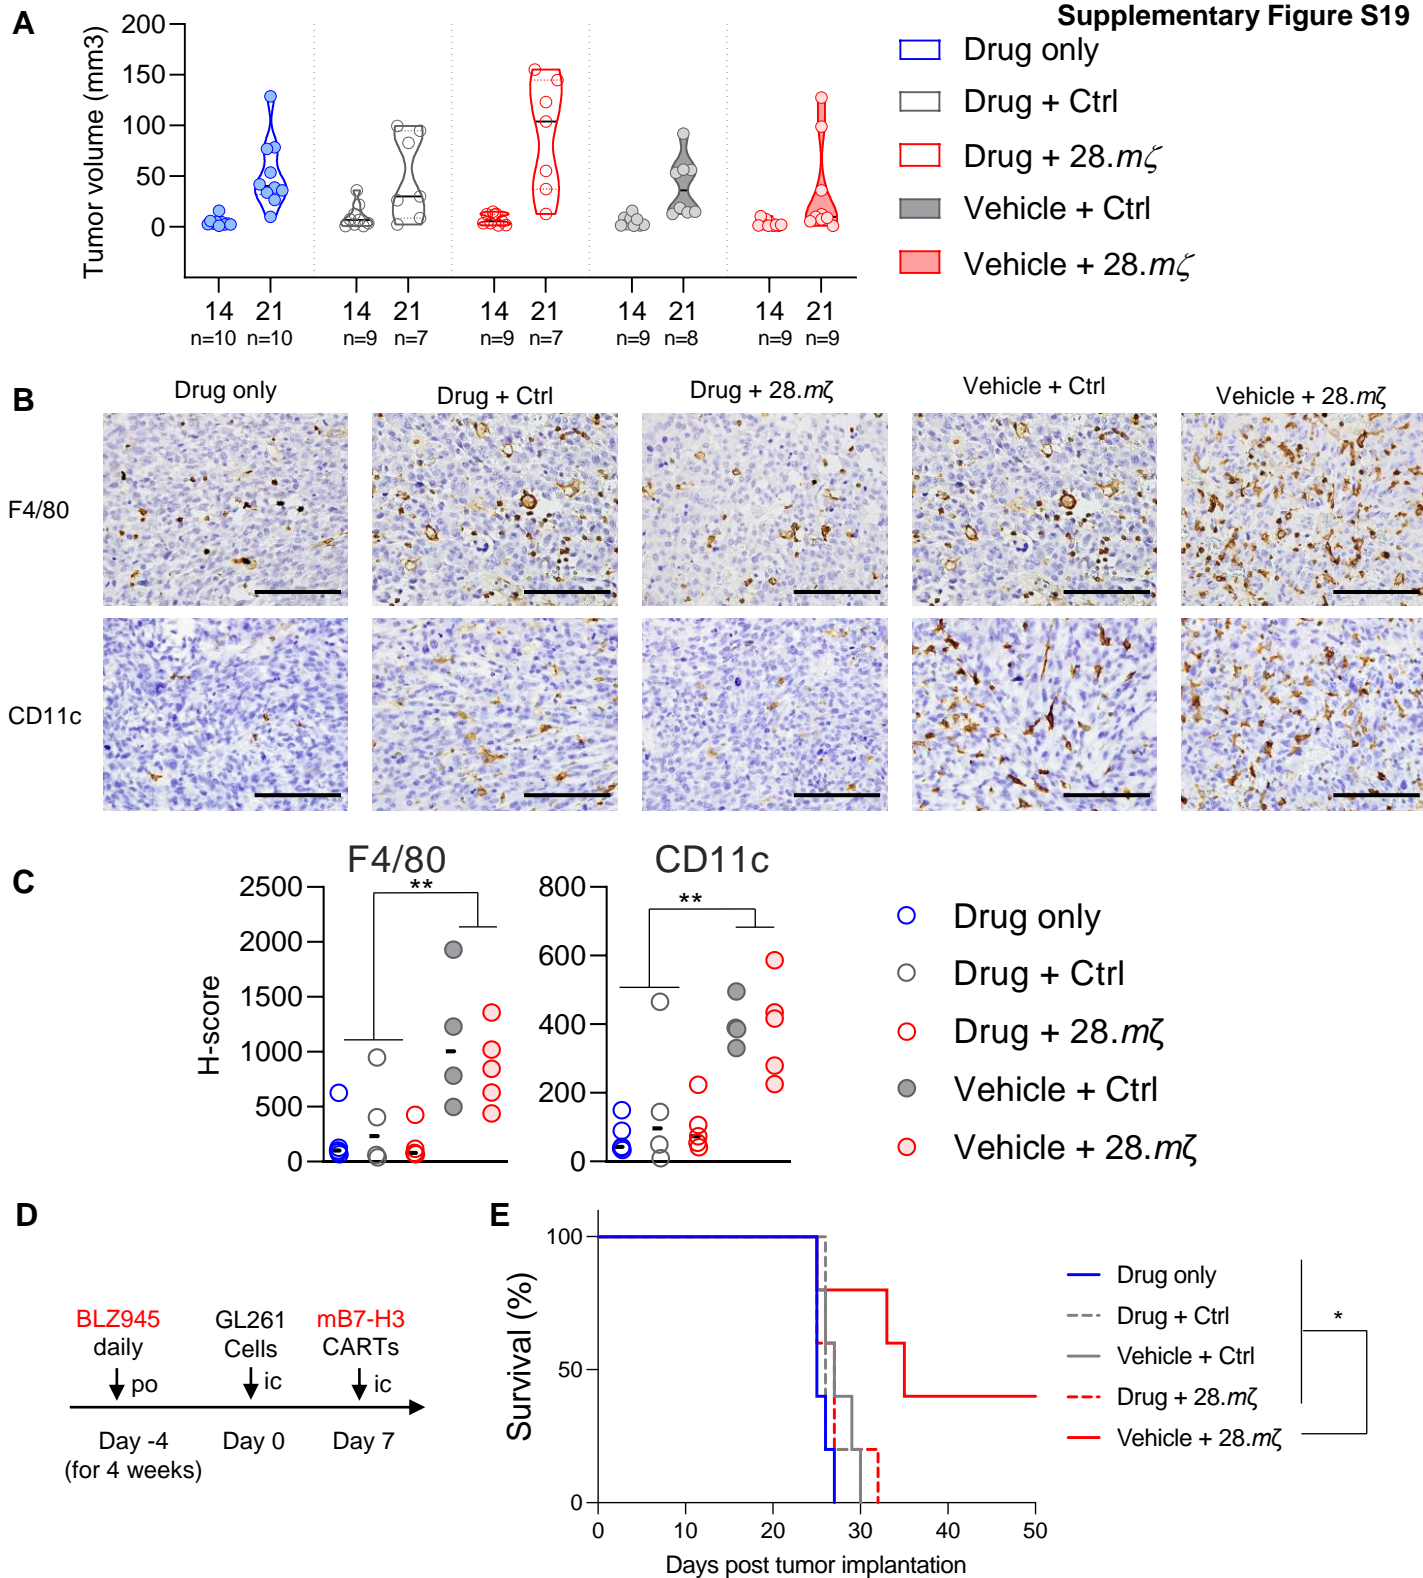 Supplementary Figure S19
A
Tumor volume (mm3)
200
150
100
50
0
14 21 14 21 14 21 14 21 14 21
n=10 n=10 n=9 n=7 n=9 n=7 n=9 n=8 n=9 n=9
Drug only
Drug + Ctrl
Drug + 28.mζ
Vehicle + Ctrl
Vehicle + 28.mζ
B
Drug only Drug + Ctrl Drug + 28.mζ Vehicle + Ctrl Vehicle + 28.mζ
F4/80
CD11c
C
F4/80
H-score
2500
2000
1500
1000
500
0
**
CD11c
800
600
400
200
0
**
Drug only
Drug + Ctrl
Drug + 28.mζ
Vehicle + Ctrl
Vehicle + 28.mζ
D
BLZ945 GL261 mB7-H3
daily Cells CARTs
po ic ic
Day -4 Day 0 Day 7
(for 4 weeks)
E
Survival (%)
100
50
0
0 10 20 30 40 50
Days post tumor implantation
Drug only
Drug + Ctrl
Vehicle + Ctrl
Drug + 28.mζ
Vehicle + 28.mζ
*